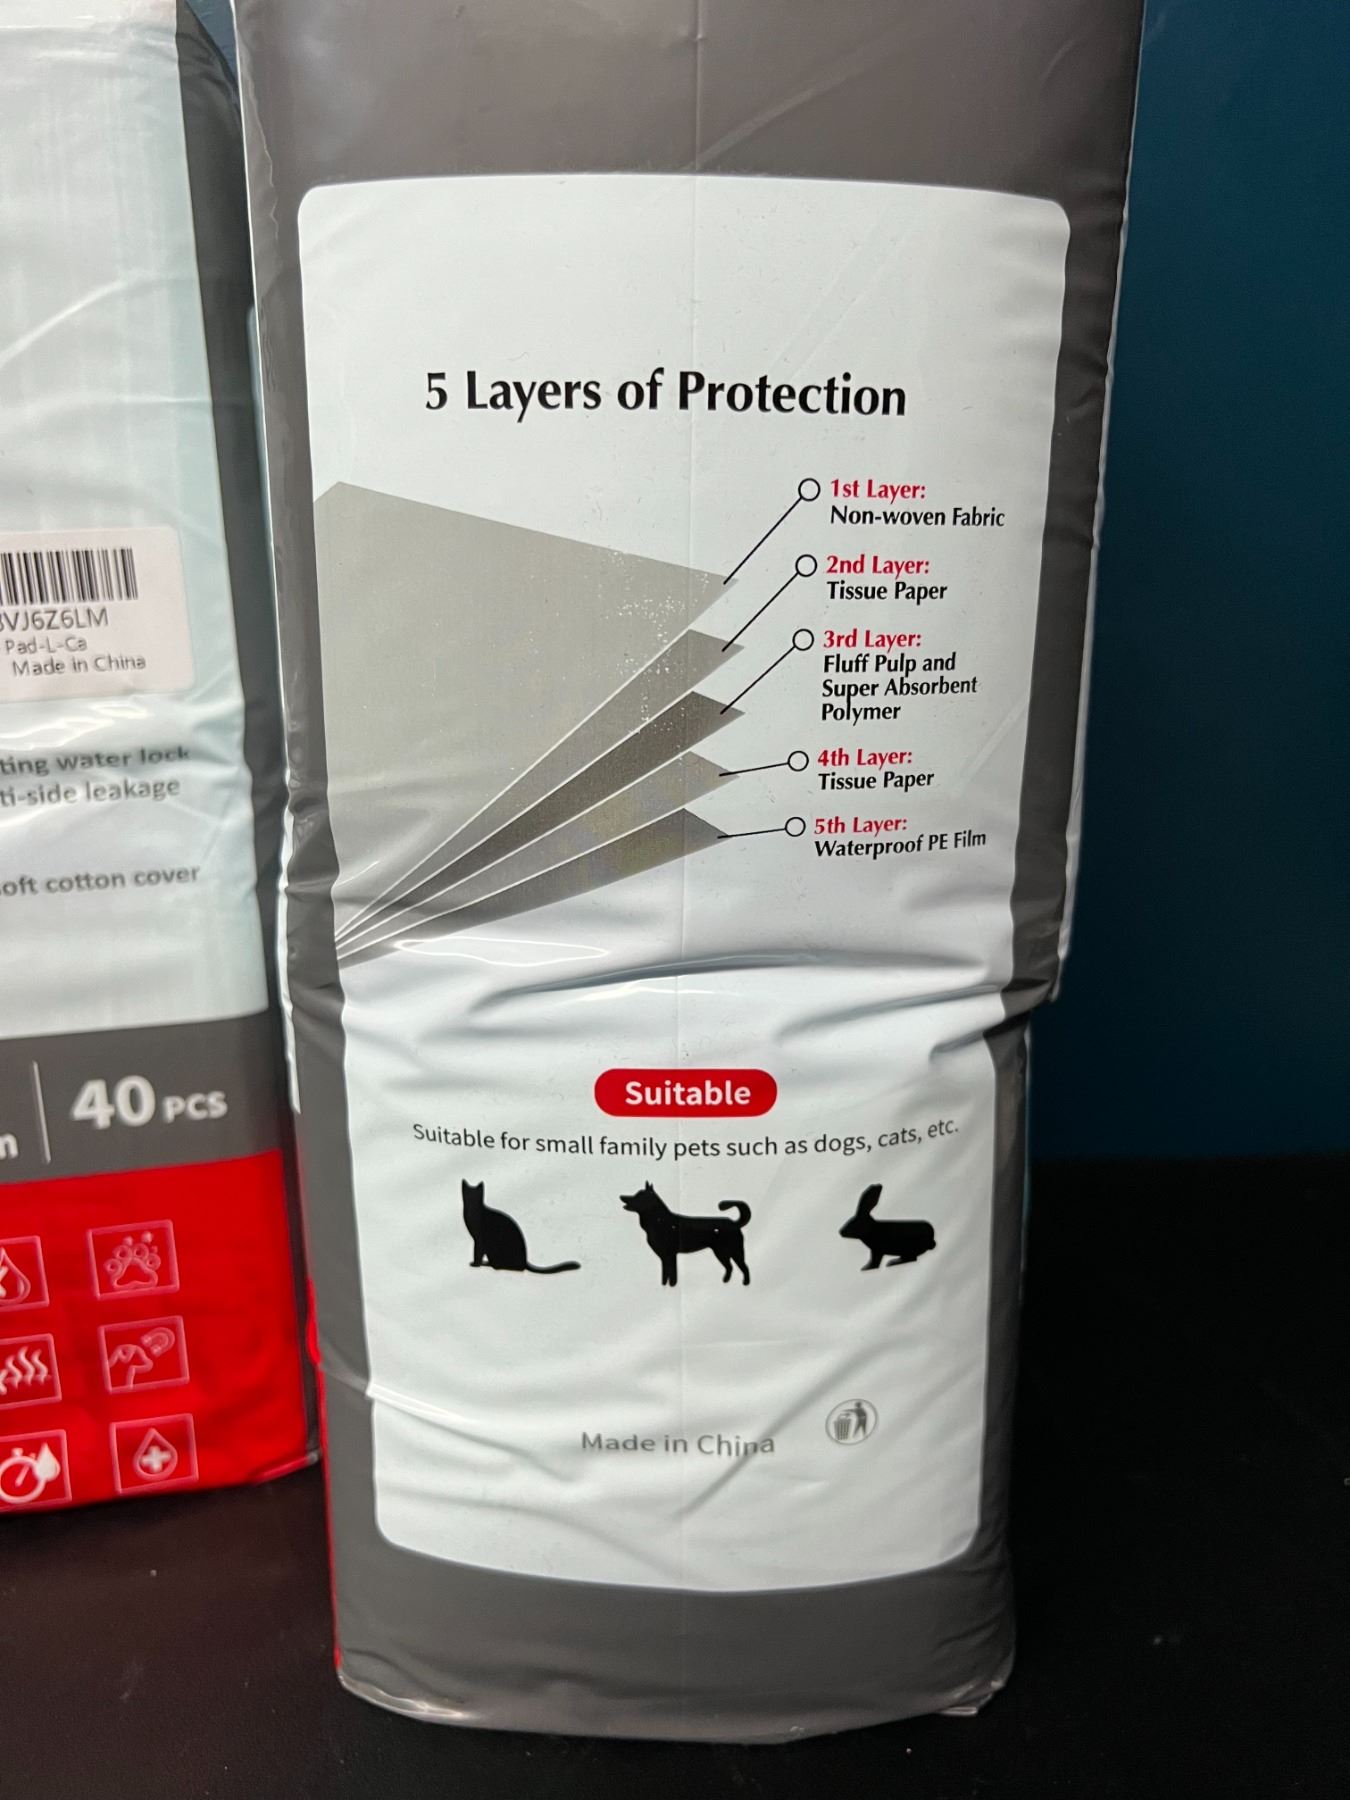 5 Layers of Protection
1st Layer:
Non-woven Fabric
2nd Layer:
Tissue Paper
3rd Layer:
Fluff Pulp and
Super Absorbent
Polymer
4th Layer:
Tissue Paper
5th Layer:
Waterproof PE Film
Suitable
Suitable for small family pets such as dogs, cats, etc.
Made in China
VJ6Z6LM
Pad-L-Ca
Made in China
water lock
side leakage
cotton cover
40 PCS